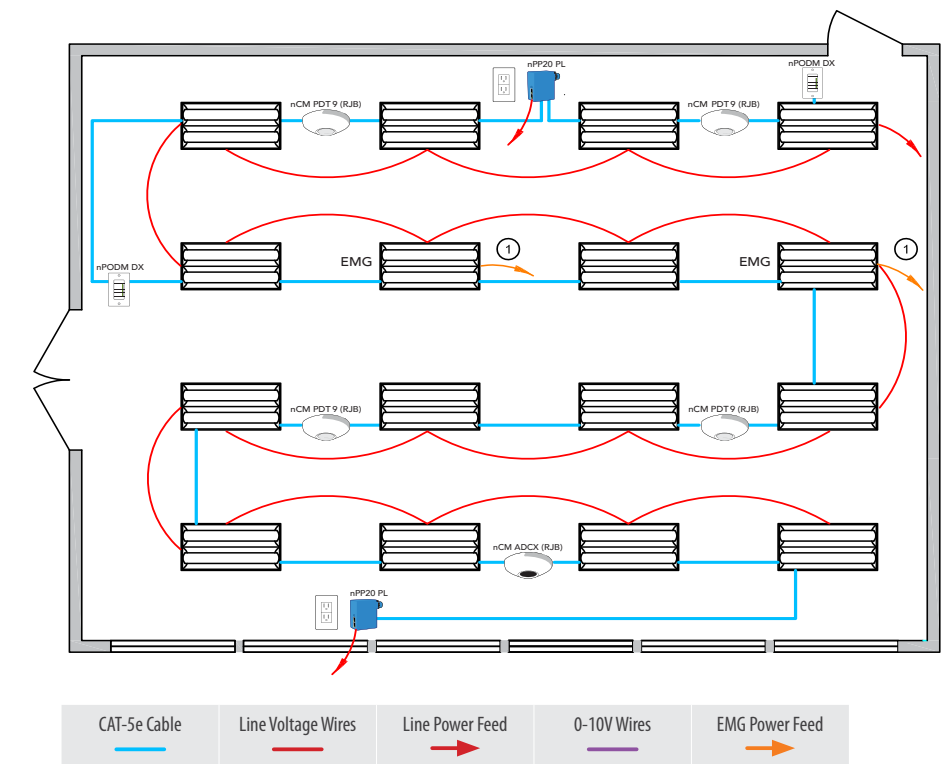 nPP20 PL
nPODM DX
nCM PDT 9 (RJB)
nCM PDT 9 (RJB)
1
1
EMG
EMG
nPODM DX
nCM PDT 9 (RJB)
nCM PDT 9 (RJB)
nCM ADCX (RJB)
nPP20 PL
CAT-5e Cable
Line Voltage Wires
Line Power Feed
0-10V Wires
EMG Power Feed